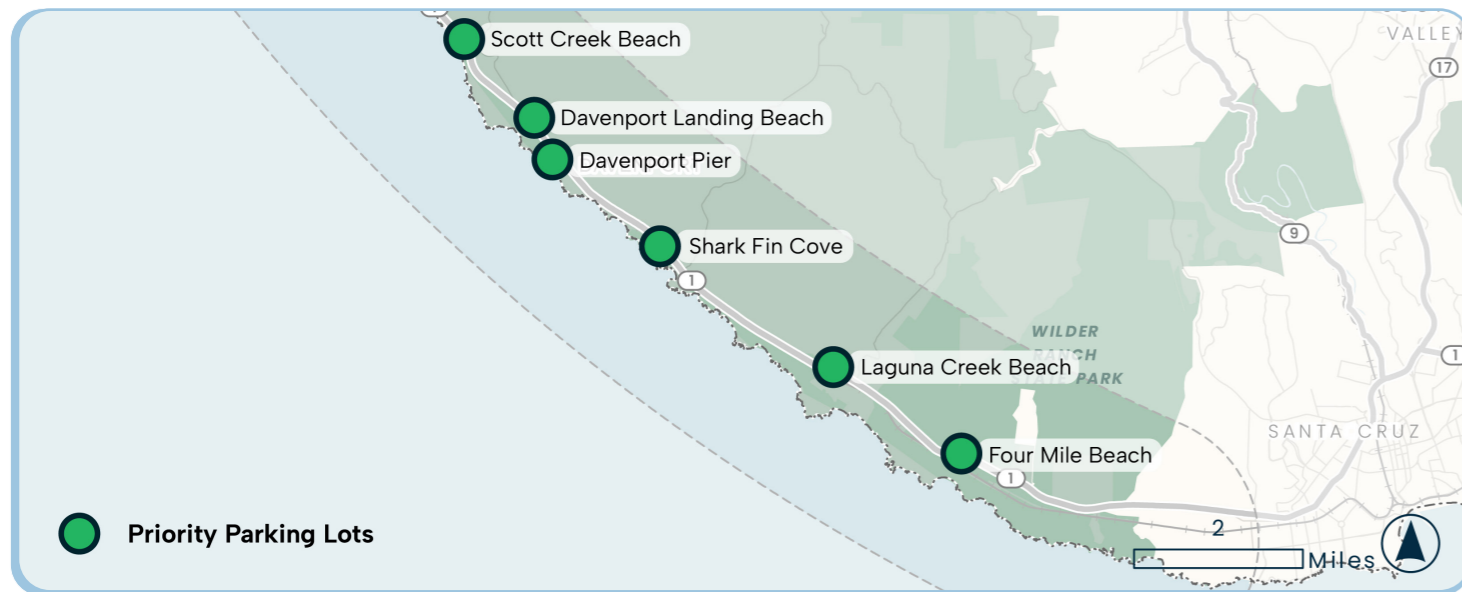 Scott Creek Beach
VALLEY
17
Davenport Landing Beach
Davenport Pier
9
Shark Fin Cove
1
WILDER
RANCH
STATE PARK
1
Laguna Creek Beach
SANTA CRUZ
Four Mile Beach
1
Priority Parking Lots
2
Miles